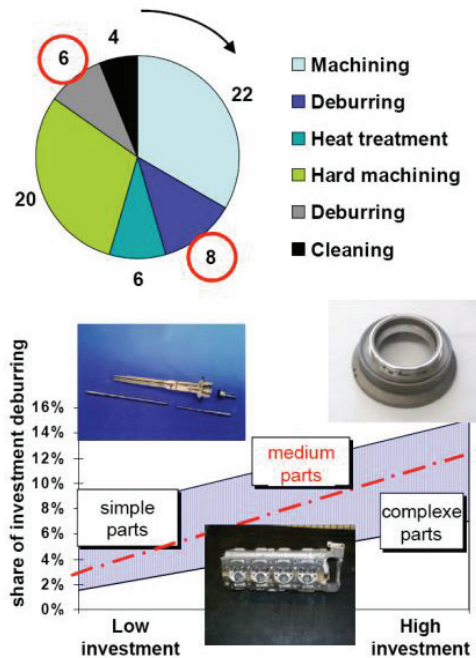 4
6
22
20
6
8
Machining
Deburring
Heat treatment
Hard machining
Deburring
Cleaning
share of investment deburring
16%
14%
12%
10%
8%
6%
4%
2%
0%
simple
parts
medium
parts
complexe
parts
Low
investment
High
investment